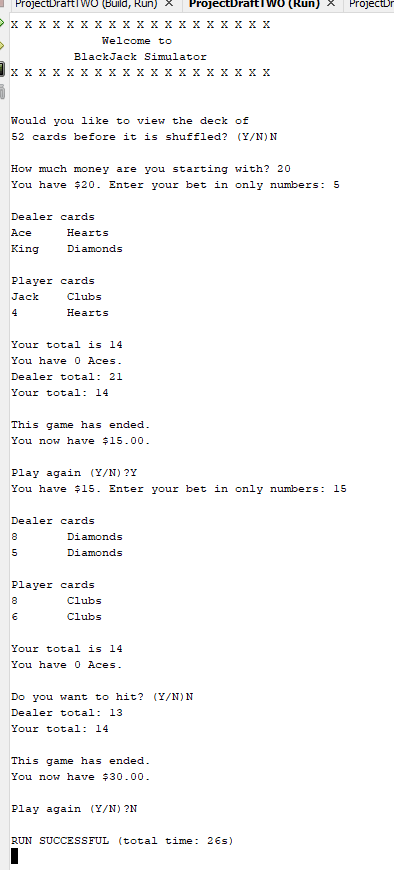 ProjectDraftTWO (Build, Run) × ProjectDraftTWO (Run) × ProjectDr
X X X X X X X X X X X X X X X X X X X
Welcome to
BlackJack Simulator
X X X X X X X X X X X X X X X X X X X
Would you like to view the deck of
52 cards before it is shuffled? (Y/N)N
How much money are you starting with? 20
You have $20. Enter your bet in only numbers: 5
Dealer cards
Ace Hearts
King Diamonds
Player cards
Jack Clubs
4 Hearts
Your total is 14
You have 0 Aces.
Dealer total: 21
Your total: 14
This game has ended.
You now have $15.00.
Play again (Y/N)?Y
You have $15. Enter your bet in only numbers: 15
Dealer cards
8 Diamonds
5 Diamonds
Player cards
8 Clubs
6 Clubs
Your total is 14
You have 0 Aces.
Do you want to hit? (Y/N)N
Dealer total: 13
Your total: 14
This game has ended.
You now have $30.00.
Play again (Y/N)?N
RUN SUCCESSFUL (total time: 26s)